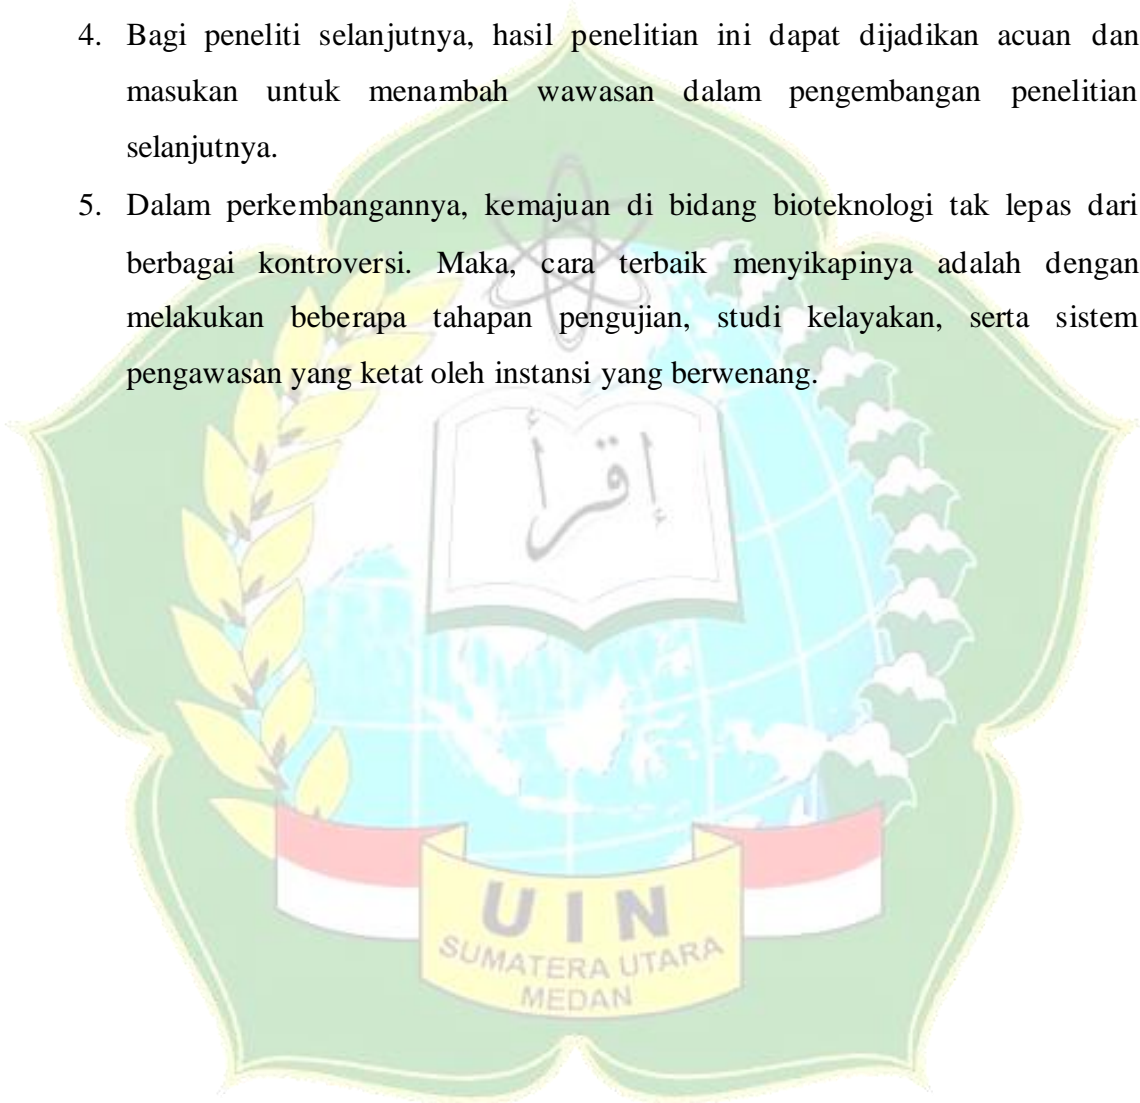 4. Bagi peneliti selanjutnya, hasil penelitian ini dapat dijadikan acuan dan
masukan untuk menambah wawasan dalam pengembangan penelitian
selanjutnya.
5. Dalam perkembangannya, kemajuan di bidang bioteknologi tak lepas dari
berbagai kontroversi. Maka, cara terbaik menyikapinya adalah dengan
melakukan beberapa tahapan pengujian, studi kelayakan, serta sistem
pengawasan yang ketat oleh instansi yang berwenang.
إقرأ
UIN
SUMATERA UTARA
MEDAN